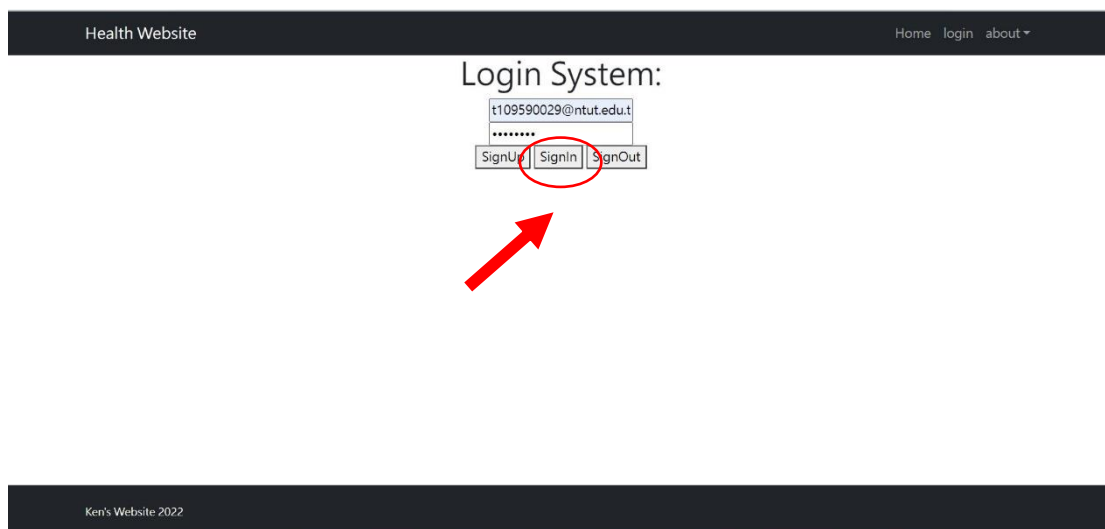 Health Website Home login about
Login System:
t109590029@ntut.edu.t
••••••••
SignUp SignIn SignOut
Ken's Website 2022